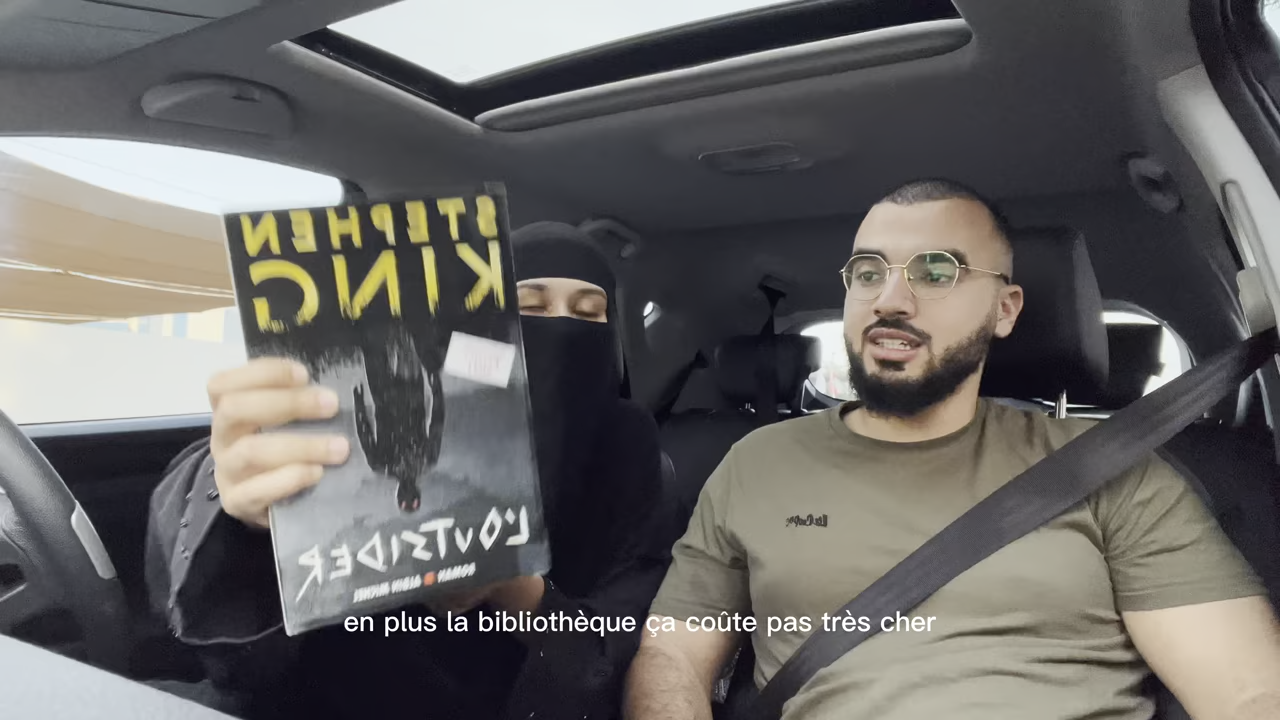 STEPHEN
KING
L'OUTSIDER
ROMAN ALBIN MICHEL
en plus la bibliothèque ça coûte pas très cher